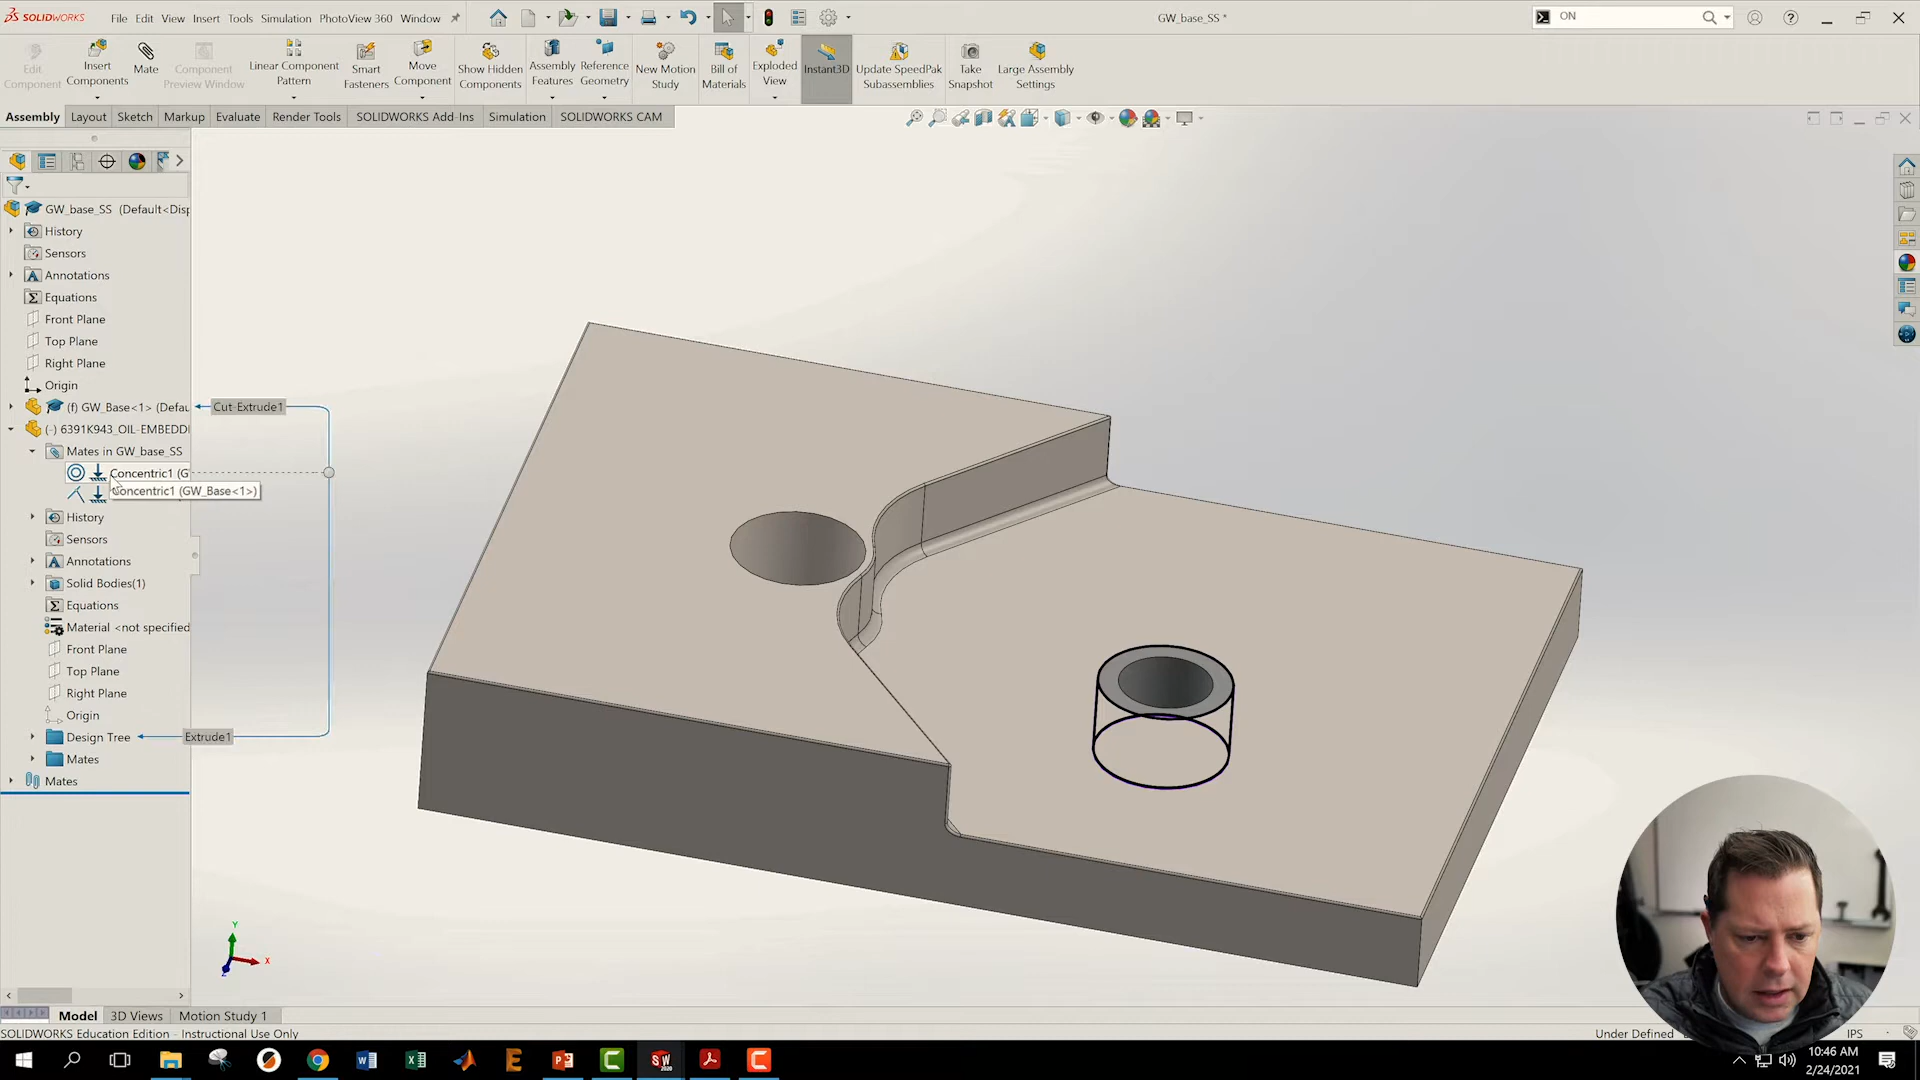 SOLIDWORKS
File Edit View Insert Tools Simulation PhotoView 360 Window
GW_base_SS *
ON
Edit Component
Insert Components
Mate
Component Preview Window
Linear Component Pattern
Smart Fasteners
Move Component
Show Hidden Components
Assembly Features
Reference Geometry
New Motion Study
Bill of Materials
Exploded View
Instant3D
Update SpeedPak Subassemblies
Take Snapshot
Large Assembly Settings
Assembly Layout Sketch Markup Evaluate Render Tools SOLIDWORKS Add-Ins Simulation SOLIDWORKS CAM
GW_base_SS (Default<Disp
History
Sensors
Annotations
Equations
Front Plane
Top Plane
Right Plane
Origin
(f) GW_Base<1> (Defau
Cut-Extrude1
(-) 6391K943_OIL-EMBEDDI
Mates in GW_base_SS
Concentric1 (G
Concentric1 (GW_Base<1>)
History
Sensors
Annotations
Solid Bodies(1)
Equations
Material <not specified
Front Plane
Top Plane
Right Plane
Origin
Design Tree
Extrude1
Mates
Mates
Y
X
Z
Model 3D Views Motion Study 1
SOLIDWORKS Education Edition - Instructional Use Only
Under Defined
IPS
10:46 AM
2/24/2021